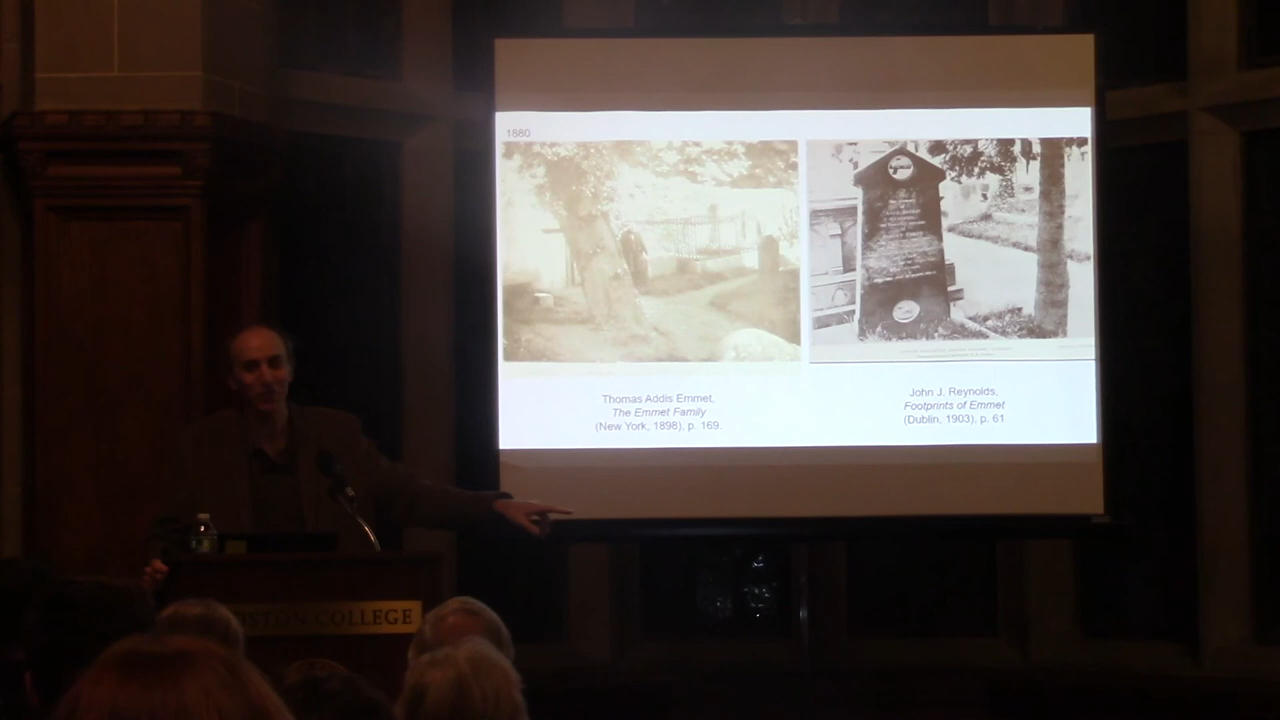 1880
Thomas Addis Emmet,
The Emmet Family
(New York, 1898), p. 169.
John J. Reynolds,
Footprints of Emmet
(Dublin, 1903), p. 61
COLLEGE